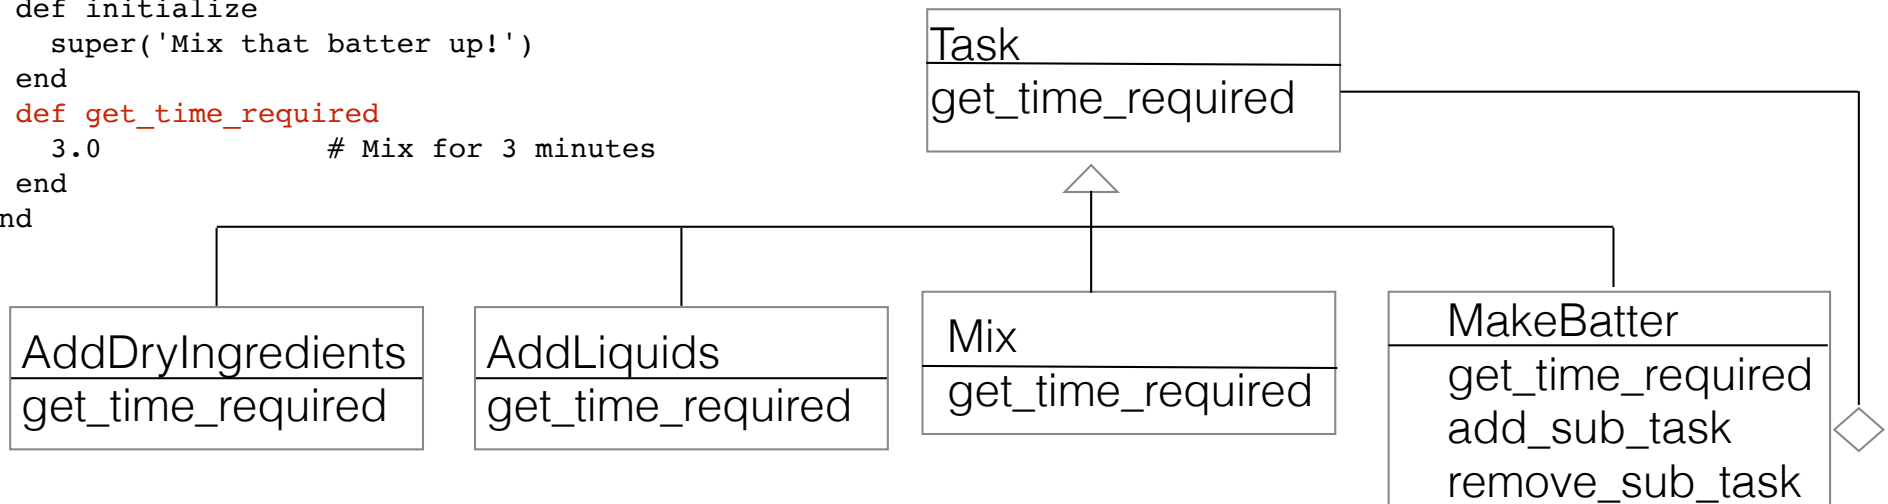 def initialize
super('Mix that batter up!')
end
def get_time_required
3.0 # Mix for 3 minutes
end
nd
Task
get_time_required
AddDryIngredients
get_time_required
AddLiquids
get_time_required
Mix
get_time_required
MakeBatter
get_time_required
add_sub_task
remove_sub_task